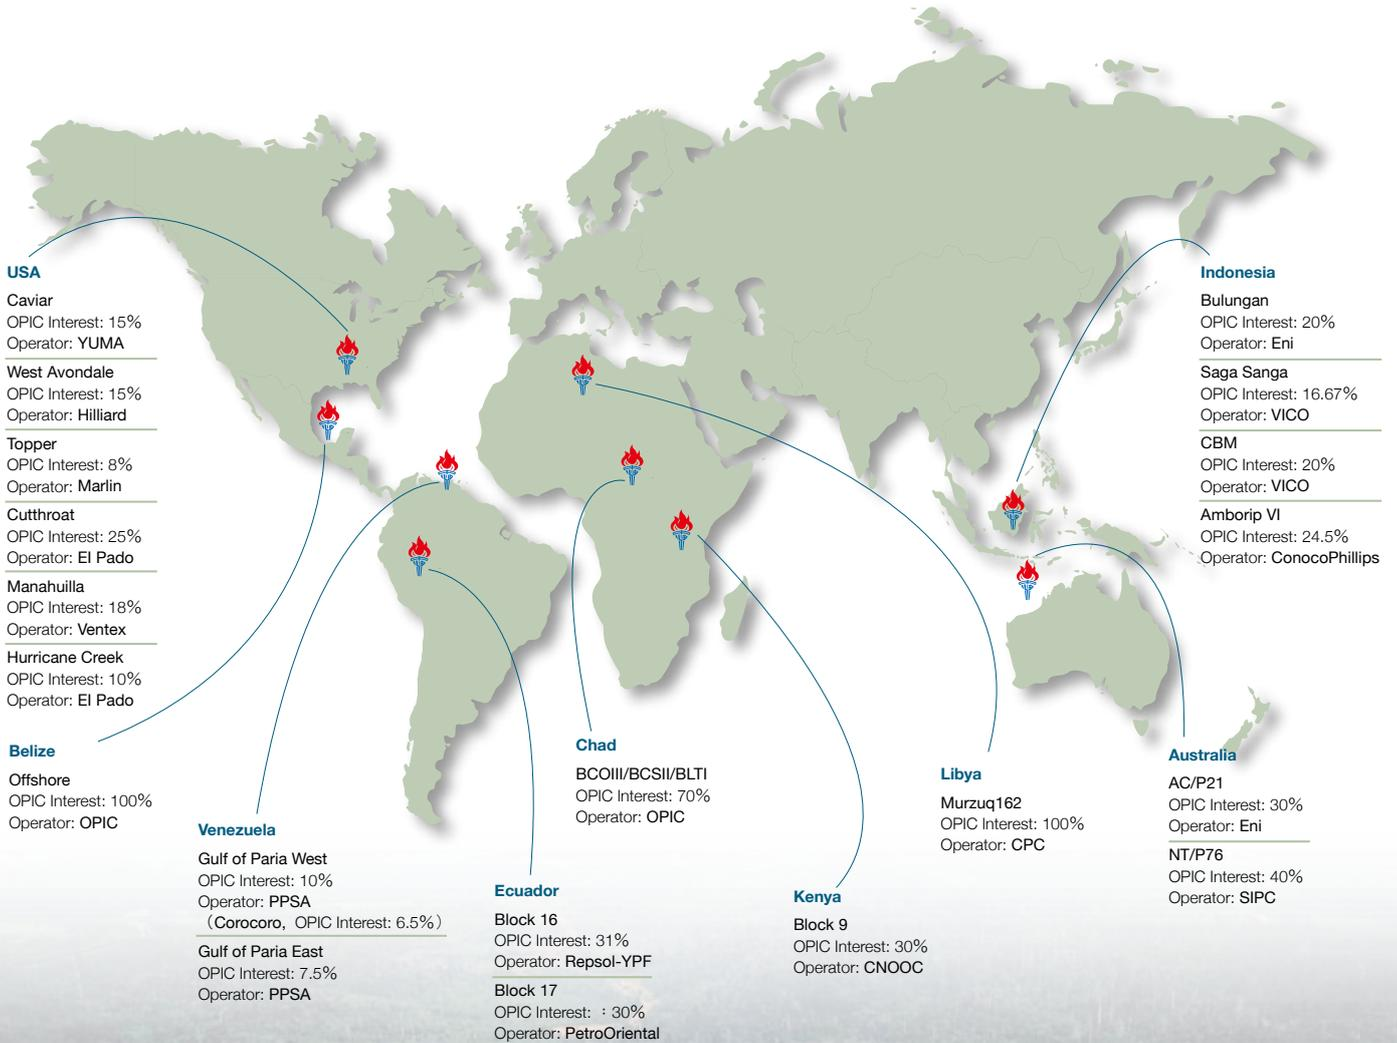 USA
Caviar
OPIC Interest: 15%
Operator: YUMA
West Avondale
OPIC Interest: 15%
Operator: Hilliard
Topper
OPIC Interest: 8%
Operator: Marlin
Cutthroat
OPIC Interest: 25%
Operator: El Pado
Manahuilla
OPIC Interest: 18%
Operator: Ventex
Hurricane Creek
OPIC Interest: 10%
Operator: El Pado
Belize
Offshore
OPIC Interest: 100%
Operator: OPIC
Venezuela
Gulf of Paria West
OPIC Interest: 10%
Operator: PPSA
（Corocoro, OPIC Interest: 6.5%）
Gulf of Paria East
OPIC Interest: 7.5%
Operator: PPSA
Ecuador
Block 16
OPIC Interest: 31%
Operator: Repsol-YPF
Block 17
OPIC Interest: ：30%
Operator: PetroOriental
Chad
BCOIII/BCSII/BLTI
OPIC Interest: 70%
Operator: OPIC
Kenya
Block 9
OPIC Interest: 30%
Operator: CNOOC
Libya
Murzuq162
OPIC Interest: 100%
Operator: CPC
Indonesia
Bulungan
OPIC Interest: 20%
Operator: Eni
Saga Sanga
OPIC Interest: 16.67%
Operator: VICO
CBM
OPIC Interest: 20%
Operator: VICO
Amborip VI
OPIC Interest: 24.5%
Operator: ConocoPhillips
Australia
AC/P21
OPIC Interest: 30%
Operator: Eni
NT/P76
OPIC Interest: 40%
Operator: SIPC